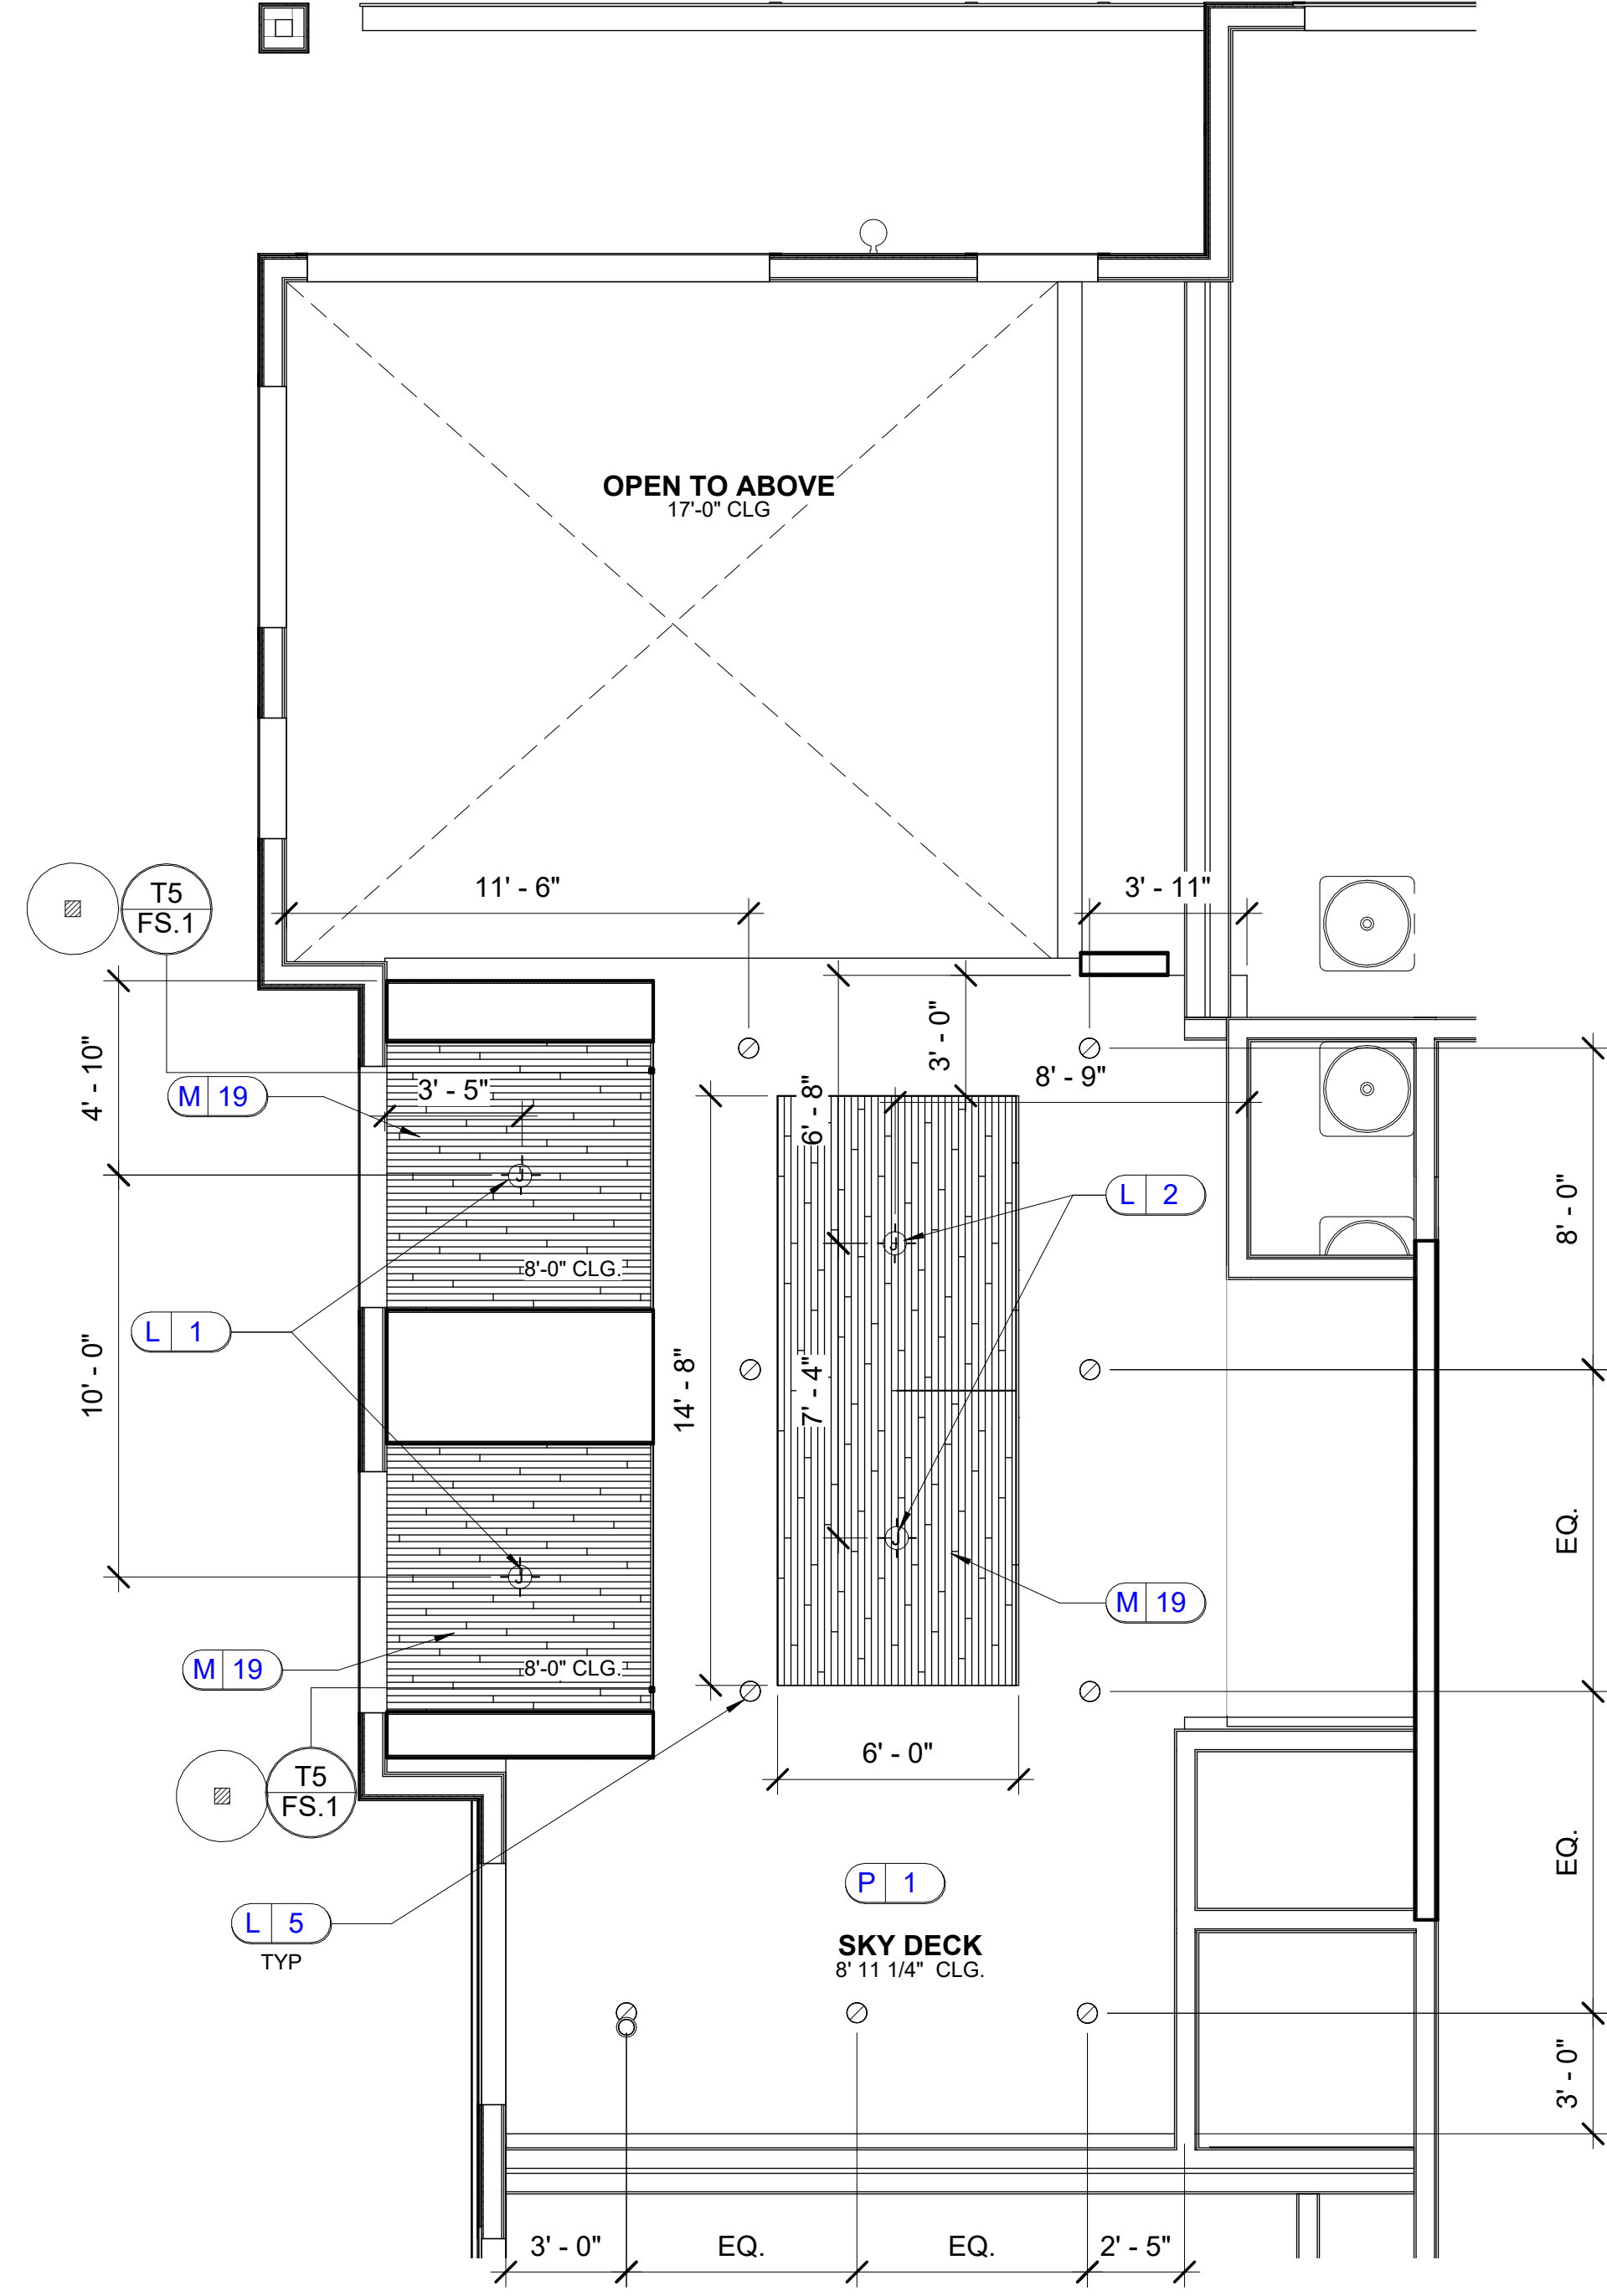 OPEN TO ABOVE
17'-0" CLG
11' - 6"
3' - 11"
T5
FS.1
4' - 10"
M 19
3' - 5"
3' - 0"
8' - 9"
6' - 8"
L 2
8' - 0"
8'-0" CLG.
L 1
10' - 0"
14' - 8"
7' - 4"
EQ.
M 19
M 19
8'-0" CLG.
6' - 0"
T5
FS.1
EQ.
P 1
L 5
TYP
SKY DECK
8' 11 1/4" CLG.
3' - 0"
3' - 0"
EQ.
EQ.
2' - 5"
J
J
J
J